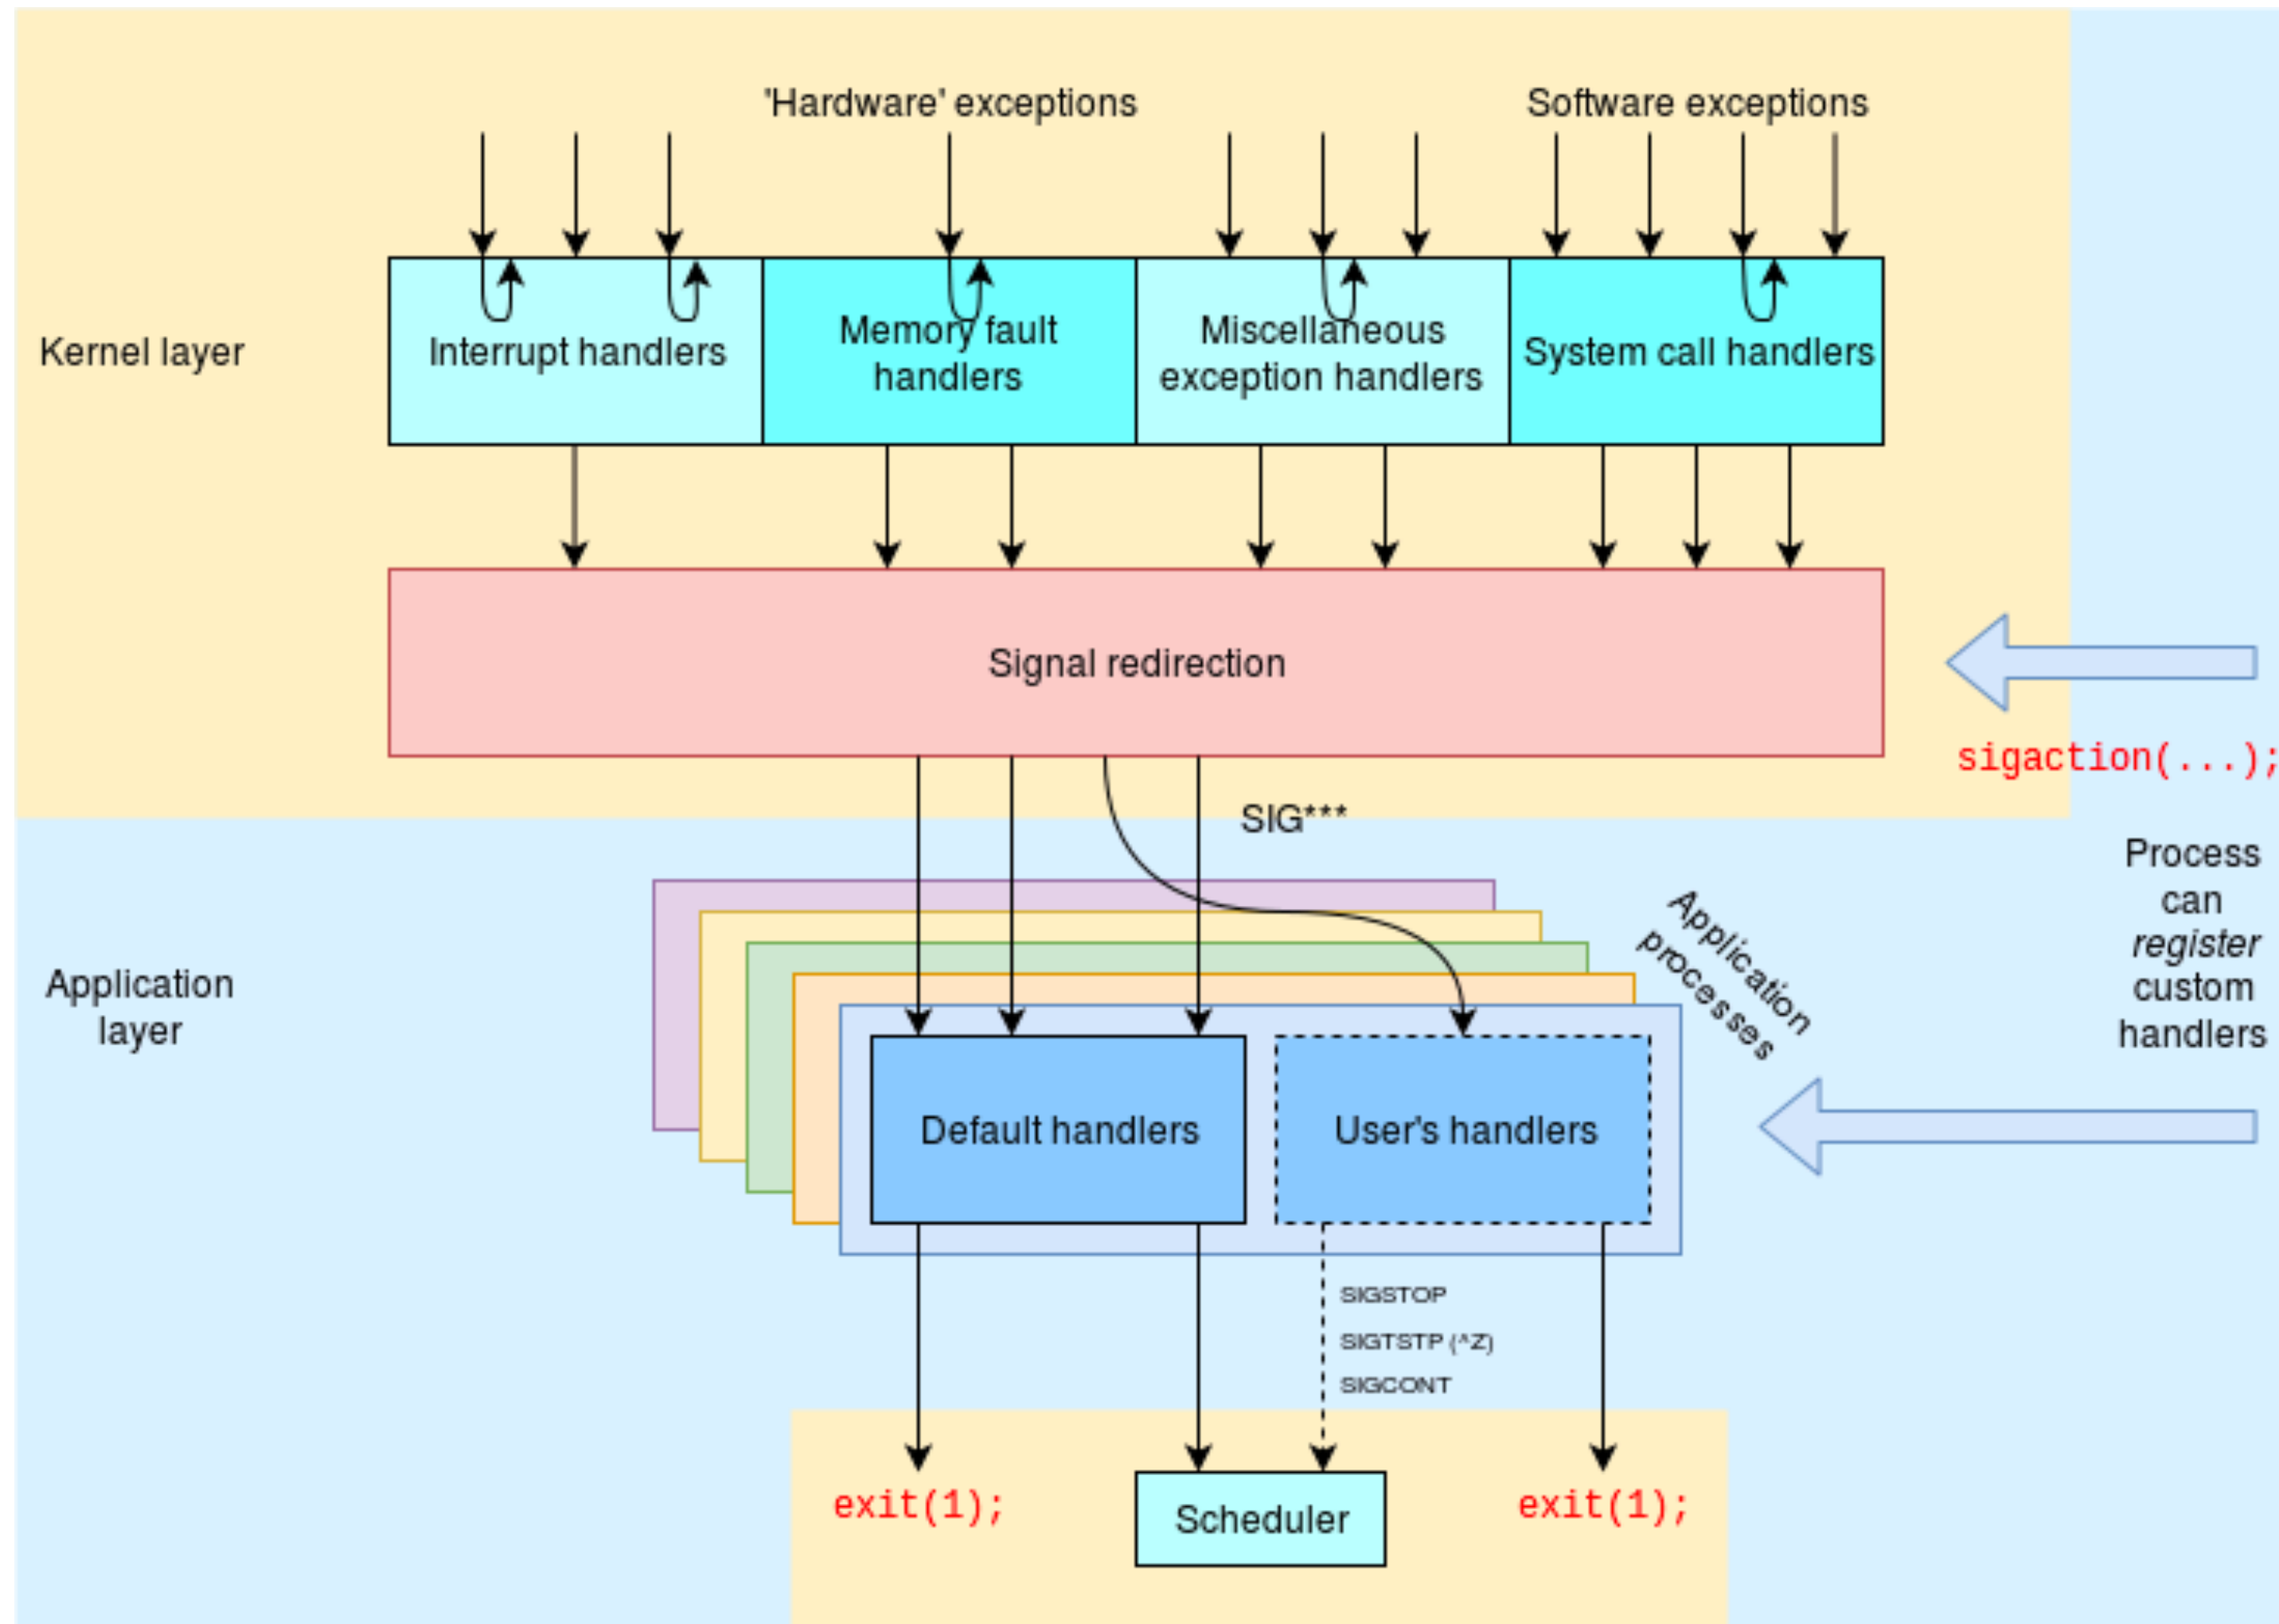 'Hardware' exceptions
Software exceptions
Kernel layer
Interrupt handlers
Memory fault
handlers
Miscellaneous
exception handlers
System call handlers
Signal redirection
sigaction(...);
SIG***
Process
can
register
custom
handlers
Application
processes
Application
layer
Default handlers
User's handlers
SIGSTOP
SIGTSTP (^Z)
SIGCONT
exit(1);
Scheduler
exit(1);